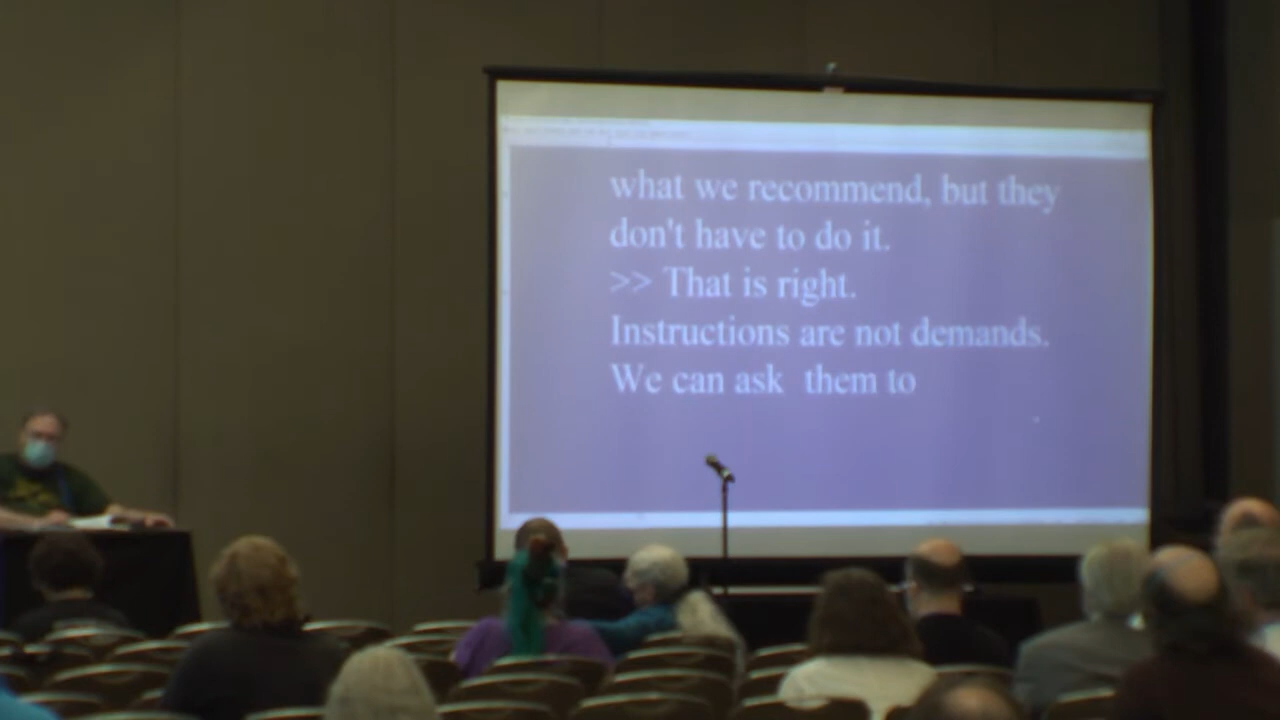 what we recommend, but they
don't have to do it.
>> That is right.
Instructions are not demands.
We can ask  them to